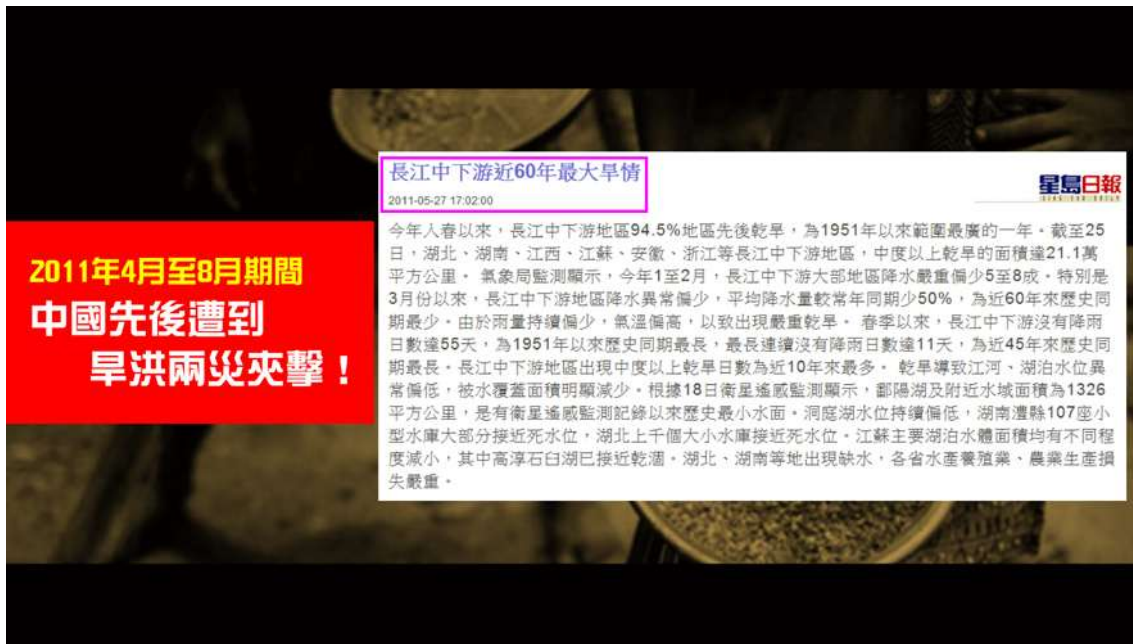 2011年4月至8月期間
中國先後遭到
旱洪兩災夾擊！
長江中下游近60年最大旱情
2011-05-27 17:02:00
星島日報
今年入春以來，長江中下游地區94.5%地區先後乾旱，為1951年以來範圍最廣的一年。截至25
日，湖北、湖南、江西、江蘇、安徽、浙江等長江中下游地區，中度以上乾旱的面積達21.1萬
平方公里。 氣象局監測顯示，今年1至2月，長江中下游大部地區降水嚴重偏少5至8成。特別是
3月份以來，長江中下游地區降水異常偏少，平均降水量較常年同期少50%，為近60年來歷史同
期最少。由於雨量持續偏少，氣溫偏高，以致出現嚴重乾旱。 春季以來，長江中下游沒有降雨
日數達55天，為1951年以來歷史同期最長，最長連續沒有降雨日數達11天，為近45年來歷史同
期最長。長江中下游地區出現中度以上乾旱日數為近10年來最多。 乾旱導致江河、湖泊水位異
常偏低，被水覆蓋面積明顯減少。根據18日衛星遙感監測顯示，鄱陽湖及附近水域面積為1326
平方公里，是有衛星遙感監測記錄以來歷史最小水面。洞庭湖水位持續偏低，湖南澧縣107座小
型水庫大部分接近死水位，湖北上千個大小水庫接近死水位。江蘇主要湖泊水體面積均有不同程
度減小，其中高淳石臼湖已接近乾涸。湖北、湖南等地出現缺水，各省水產養殖業、農業生產損
失嚴重。